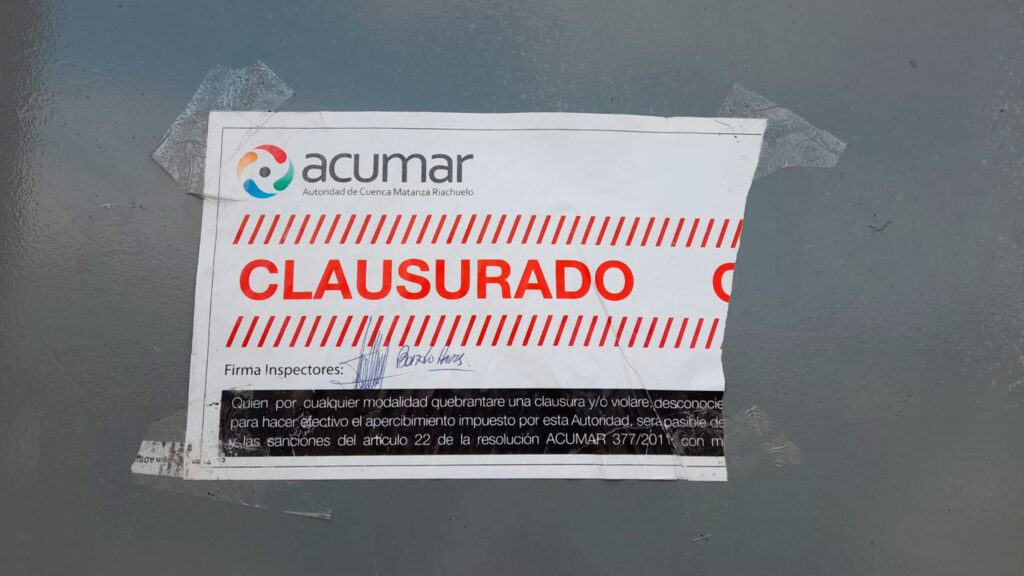 acumar
Autoridad de Cuenca Matanza Riachuelo
CLAUSURADO C
Firma Inspectores:
Quien por cualquier modalidad quebrantare una clausura y/o violare, desconocie
para hacer efectivo el apercibimiento impuesto por esta Autoridad, será pasible de
y las sanciones del artículo 22 de la resolución ACUMAR 377/2011, con m